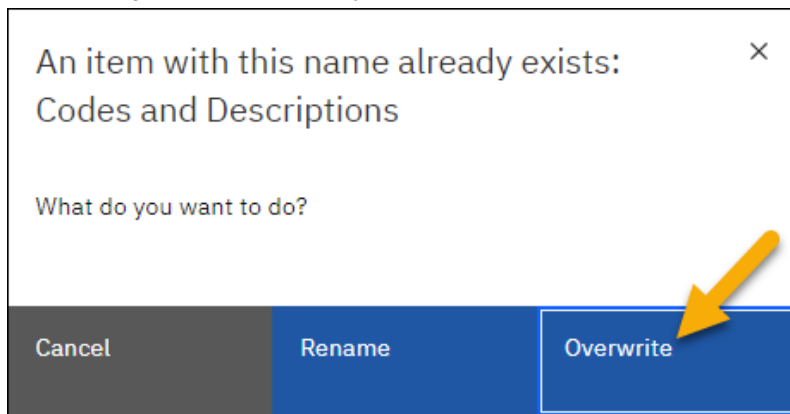 An item with this name already exists:
Codes and Descriptions
What do you want to do?
Cancel
Rename
Overwrite